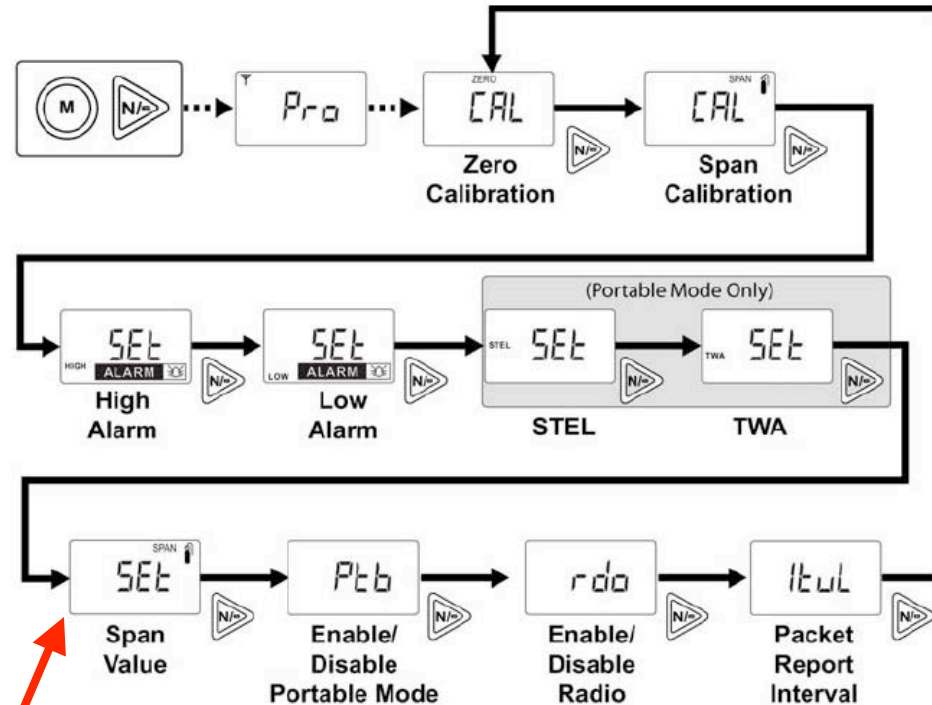 M N/∞ Pro ZERO CAL N/∞ SPAN CAL N/∞
Zero
Calibration
Span
Calibration
(Portable Mode Only)
HIGH SEt ALARM N/∞ LOW SEt ALARM N/∞ STEL SEt N/∞ TWA SEt N/∞
High
Alarm
Low
Alarm
STEL
TWA
SPAN SEt N/∞ Ptb N/∞ rdo N/∞ ItuL N/∞
Span
Value
Enable/
Disable
Portable Mode
Enable/
Disable
Radio
Packet
Report
Interval